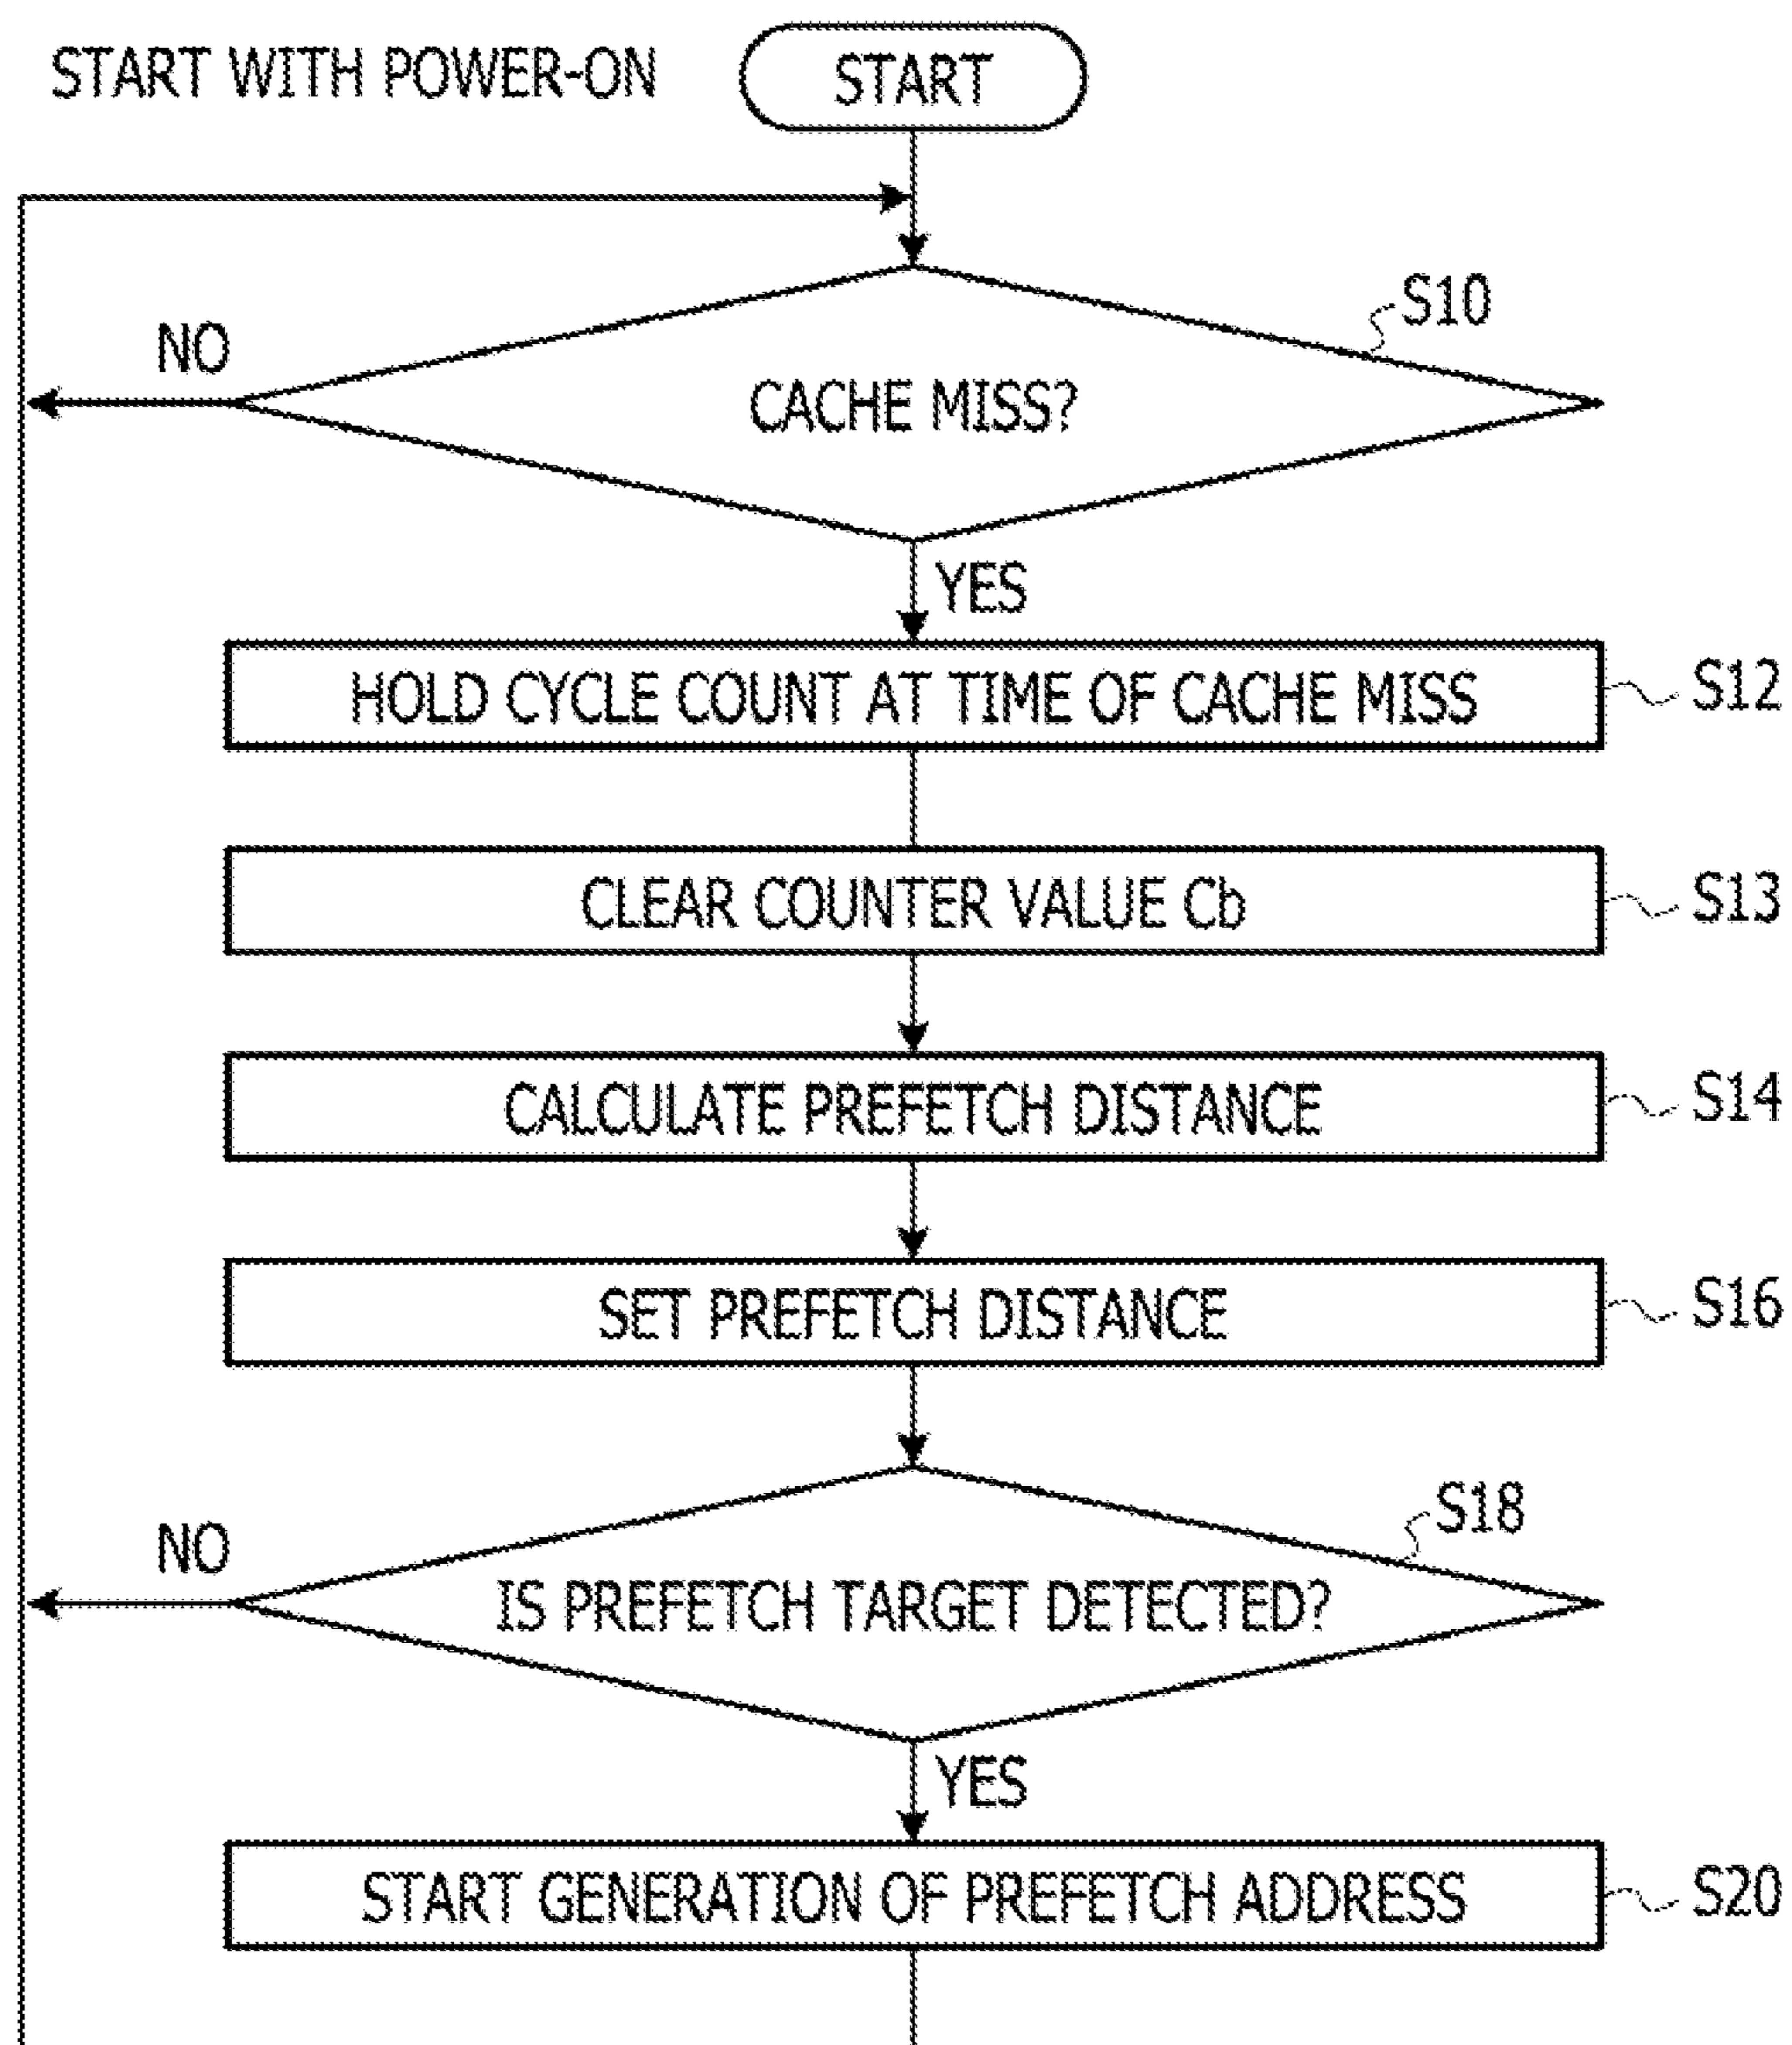 START WITH POWER-ON
START
S10
NO
CACHE MISS?
YES
HOLD CYCLE COUNT AT TIME OF CACHE MISS
S12
CLEAR COUNTER VALUE Cb
S13
CALCULATE PREFETCH DISTANCE
S14
SET PREFETCH DISTANCE
S16
S18
NO
IS PREFETCH TARGET DETECTED?
YES
START GENERATION OF PREFETCH ADDRESS
S20